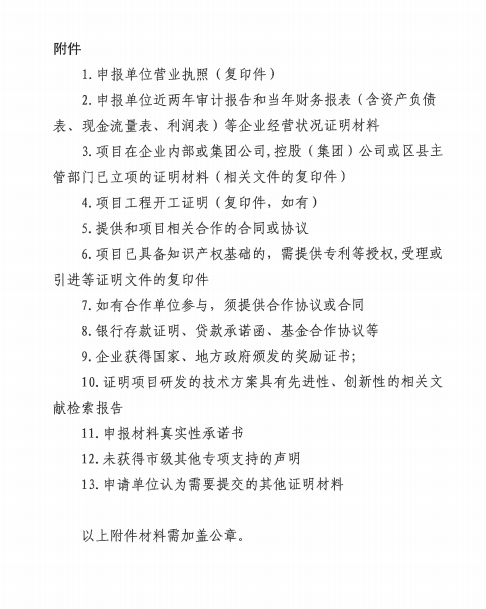 附件
1. 申报单位营业执照（复印件）
2. 申报单位近两年审计报告和当年财务报表（含资产负债
表、现金流量表、利润表）等企业经营状况证明材料
3. 项目在企业内部或集团公司,控股（集团）公司或区县主
管部门已立项的证明材料（相关文件的复印件）
4. 项目工程开工证明（复印件，如有）
5. 提供和项目相关合作的合同或协议
6. 项目已具备知识产权基础的，需提供专利等授权,受理或
引进等证明文件的复印件
7. 如有合作单位参与，须提供合作协议或合同
8. 银行存款证明、贷款承诺函、基金合作协议等
9. 企业获得国家、地方政府颁发的奖励证书;
10. 证明项目研发的技术方案具有先进性、创新性的相关文
献检索报告
11. 申报材料真实性承诺书
12. 未获得市级其他专项支持的声明
13. 申请单位认为需要提交的其他证明材料
以上附件材料需加盖公章。